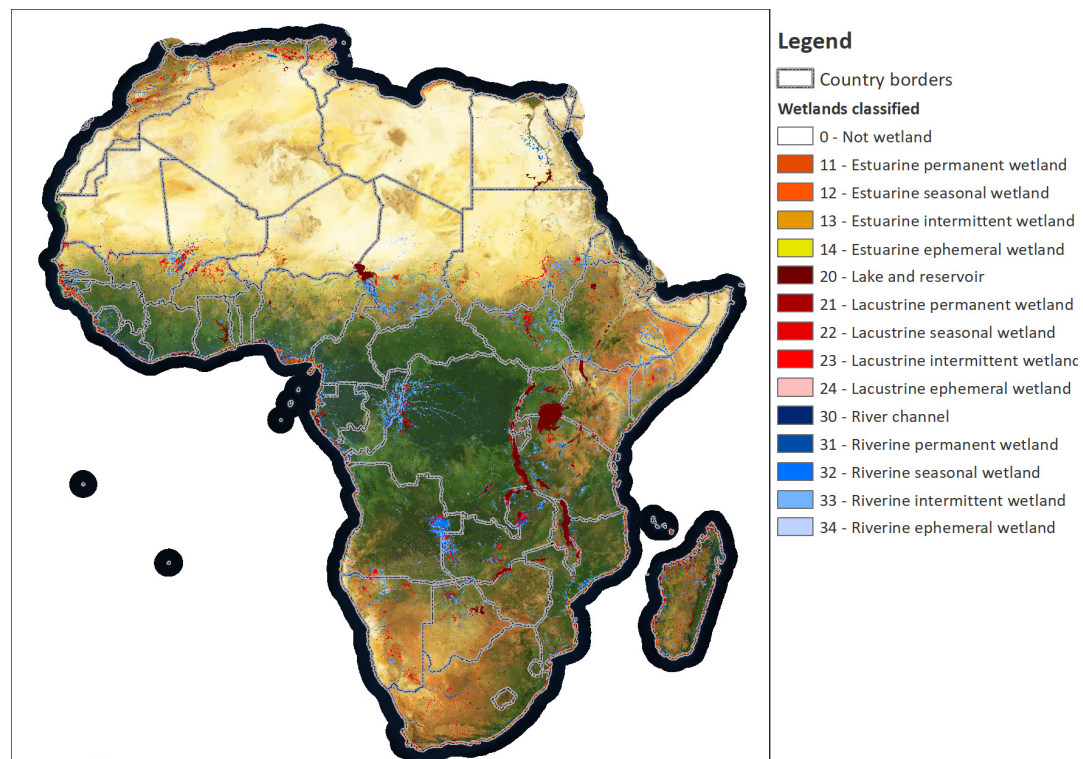 Legend
Country borders
Wetlands classified
0 - Not wetland
11 - Estuarine permanent wetland
12 - Estuarine seasonal wetland
13 - Estuarine intermittent wetland
14 - Estuarine ephemeral wetland
20 - Lake and reservoir
21 - Lacustrine permanent wetland
22 - Lacustrine seasonal wetland
23 - Lacustrine intermittent wetland
24 - Lacustrine ephemeral wetland
30 - River channel
31 - Riverine permanent wetland
32 - Riverine seasonal wetland
33 - Riverine intermittent wetland
34 - Riverine ephemeral wetland